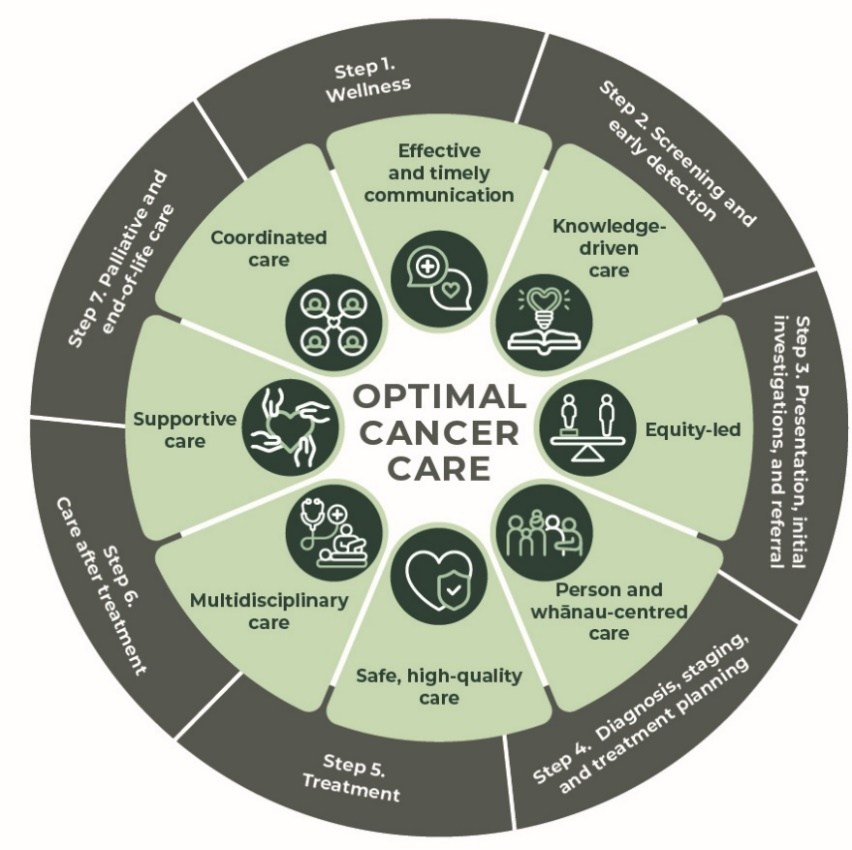 OPTIMAL
CANCER
CARE
Step 1.
Wellness
Step 2. Screening and
early detection
Step 3. Presentation, initial
investigations, and referral
Step 4. Diagnosis, staging,
and treatment planning
Step 5.
Treatment
Step 6.
Care after treatment
Step 7. Palliative and
end-of-life care
Effective
and timely
communication
Knowledge-
driven
care
Equity-led
Person and
whānau-centred
care
Safe, high-quality
care
Multidisciplinary
care
Supportive
care
Coordinated
care